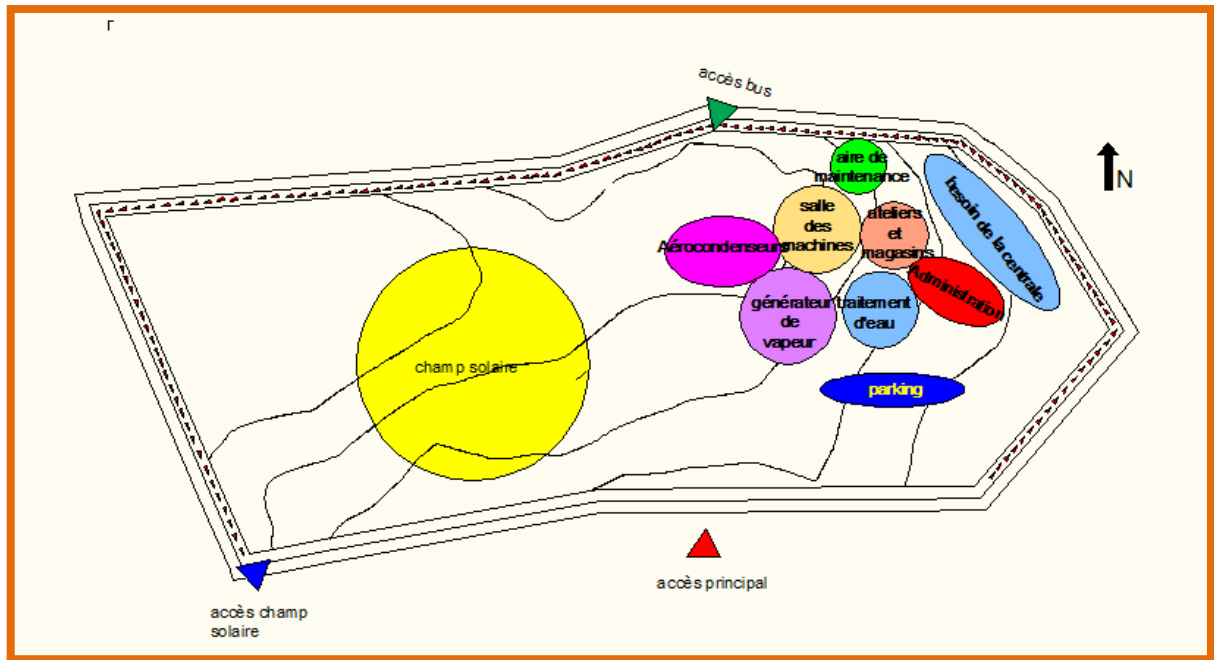 accès bus
N
aire de
maintenance
besoin de la centrale
salle
des
machines
ateliers
et
magasins
Aérocondenseurs
Administration
générateur
de
vapeur
traitement
d'eau
champ solaire
parking
accès principal
accès champ
solaire